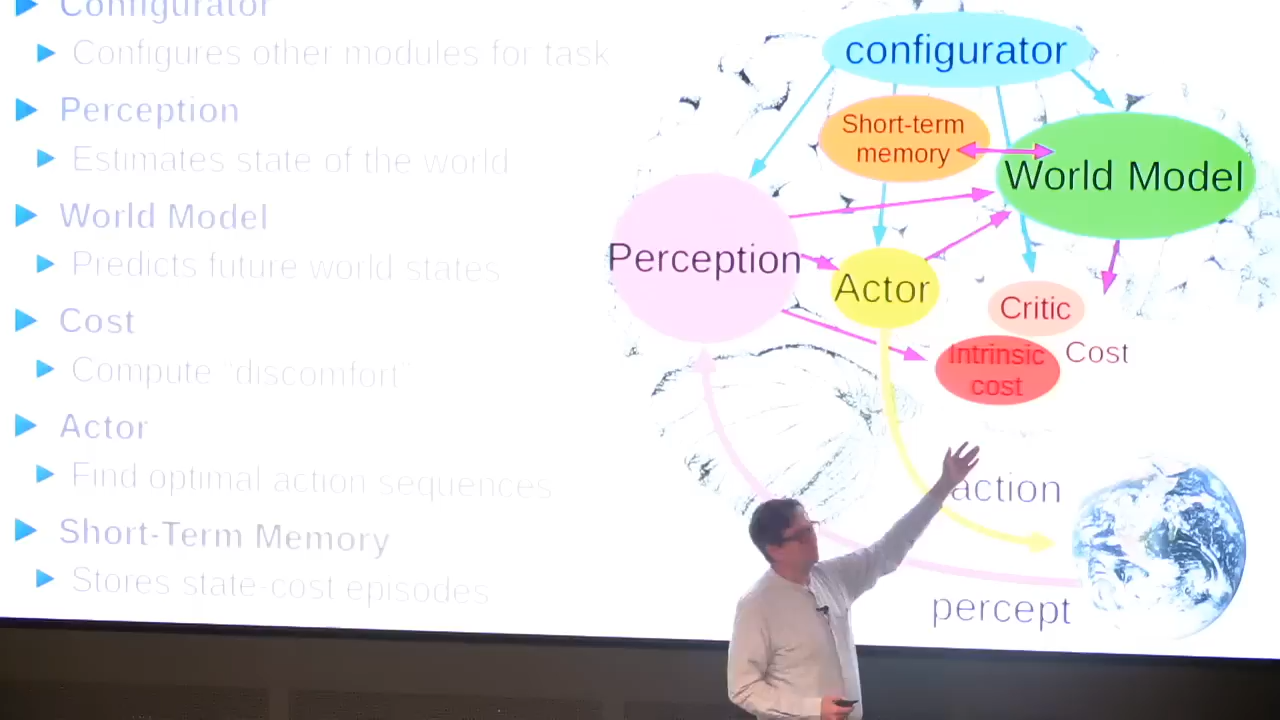 Configurator
Configures other modules for task
Perception
Estimates state of the world
World Model
Predicts future world states
Cost
Compute "discomfort"
Actor
Find optimal action sequences
Short-Term Memory
Stores state-cost episodes
configurator
Short-term
memory
World Model
Perception
Actor
Critic
Intrinsic
cost
Cost
action
percept